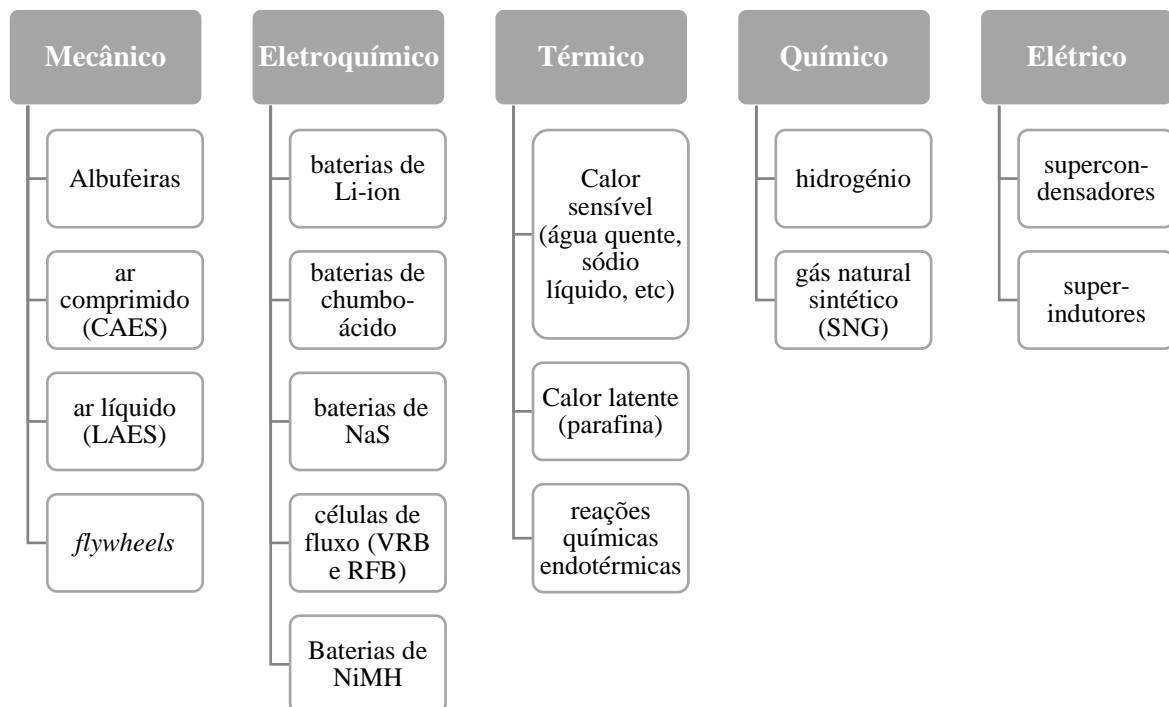 Mecânico
Albufeiras
ar
comprimido
(CAES)
ar líquido
(LAES)
flywheels
Eletroquímico
baterias de
Li-ion
baterias de
chumbo-
ácido
baterias de
NaS
células de
fluxo (VRB
e RFB)
Baterias de
NiMH
Térmico
Calor
sensível
(água quente,
sódio
líquido, etc)
Calor latente
(parafina)
reações
químicas
endotérmicas
Químico
hidrogénio
gás natural
sintético
(SNG)
Elétrico
supercon-
densadores
super-
indutores